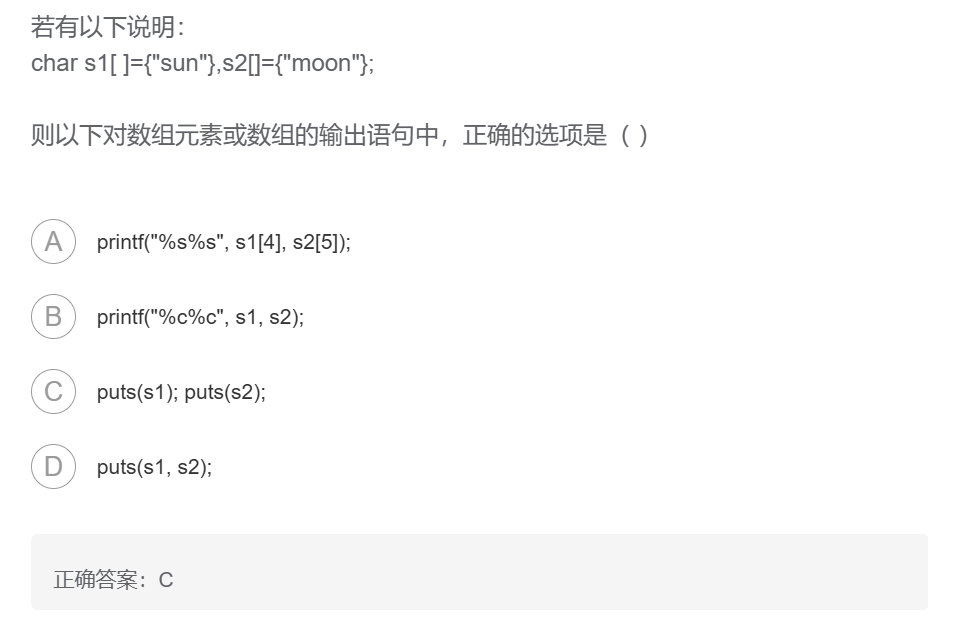 若有以下说明：
char s1[ ]={"sun"},s2[]={"moon"};
则以下对数组元素或数组的输出语句中，正确的选项是（ ）
A printf("%s%s", s1[4], s2[5]);
B printf("%c%c", s1, s2);
C puts(s1); puts(s2);
D puts(s1, s2);
正确答案：C